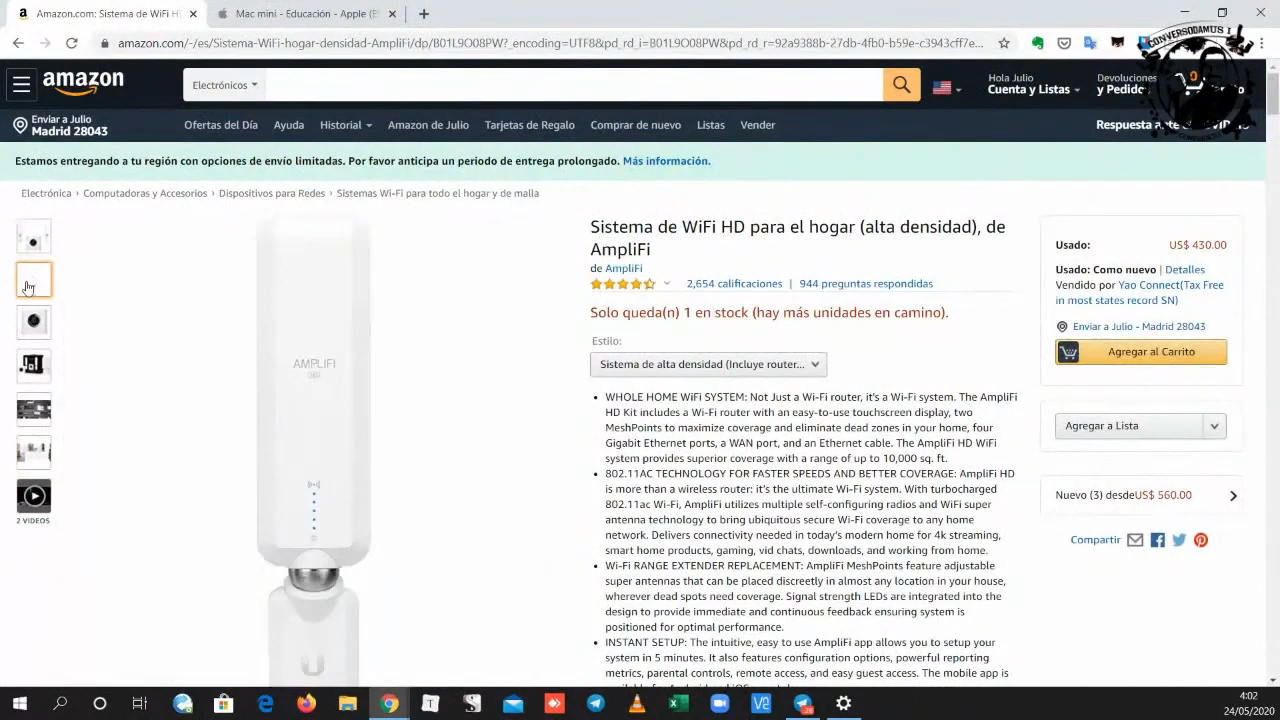 Amazon.com: Sistema de WiFi H
Mac mini - Educación - Apple (E
amazon.com/-/es/Sistema-WiFi-hogar-densidad-AmpliFi/dp/
CONVERSODAMUS
amazon
Electrónicos
Hola Julio
Cuenta y Listas
Devoluciones
y Pedido
0
Enviar a Julio
Madrid 28043
Ofertas del Día
Ayuda
Historial
Amazon de Julio
Tarjetas de Regalo
Comprar de nuevo
Listas
Vender
Respuesta
Estamos entregando a tu región con opciones de envío limitadas. Por favor anticipa un periodo de entrega prolongado. Más información.
Electrónica › Computadoras y Accesorios › Dispositivos para Redes › Sistemas Wi-Fi para todo el hogar y de malla
2 VIDEOS
AMPLIFI
Sistema de WiFi HD para el hogar (alta densidad), de
AmpliFi
de AmpliFi
2,654 calificaciones | 944 preguntas respondidas
Solo queda(n) 1 en stock (hay más unidades en camino).
Estilo:
Sistema de alta densidad (Incluye router...
• WHOLE HOME WiFi SYSTEM: Not Just a Wi-Fi router, it's a Wi-Fi system. The AmpliFi
HD Kit includes a Wi-Fi router with an easy-to-use touchscreen display, two
MeshPoints to maximize coverage and eliminate dead zones in your home, four
Gigabit Ethernet ports, a WAN port, and an Ethernet cable. The AmpliFi HD WiFi
system provides superior coverage with a range of up to 10,000 sq. ft.
• 802.11AC TECHNOLOGY FOR FASTER SPEEDS AND BETTER COVERAGE: AmpliFi HD
is more than a wireless router: it's the ultimate Wi-Fi system. With turbocharged
802.11ac Wi-Fi, AmpliFi utilizes multiple self-configuring radios and WiFi super
antenna technology to bring ubiquitous secure Wi-Fi coverage to any home
network. Delivers connectivity needed in today's modern home for 4k streaming,
smart home products, gaming, vid chats, downloads, and working from home.
• Wi-Fi RANGE EXTENDER REPLACEMENT: AmpliFi MeshPoints feature adjustable
super antennas that can be placed discreetly in almost any location in your house,
wherever dead spots need coverage. Signal strength LEDs are integrated into the
design to provide immediate and continuous feedback ensuring system is
positioned for optimal performance.
• INSTANT SETUP: The intuitive, easy to use AmpliFi app allows you to setup your
system in 5 minutes. It also features configuration options, powerful reporting
metrics, parental controls, remote access, and easy guest access. The mobile app is
Usado: US$ 430.00
Usado: Como nuevo | Detalles
Vendido por Yao Connect(Tax Free
in most states record SN)
Enviar a Julio - Madrid 28043
Agregar al Carrito
Agregar a Lista
Nuevo (3) desde US$ 560.00
Compartir
4:02
24/05/2020